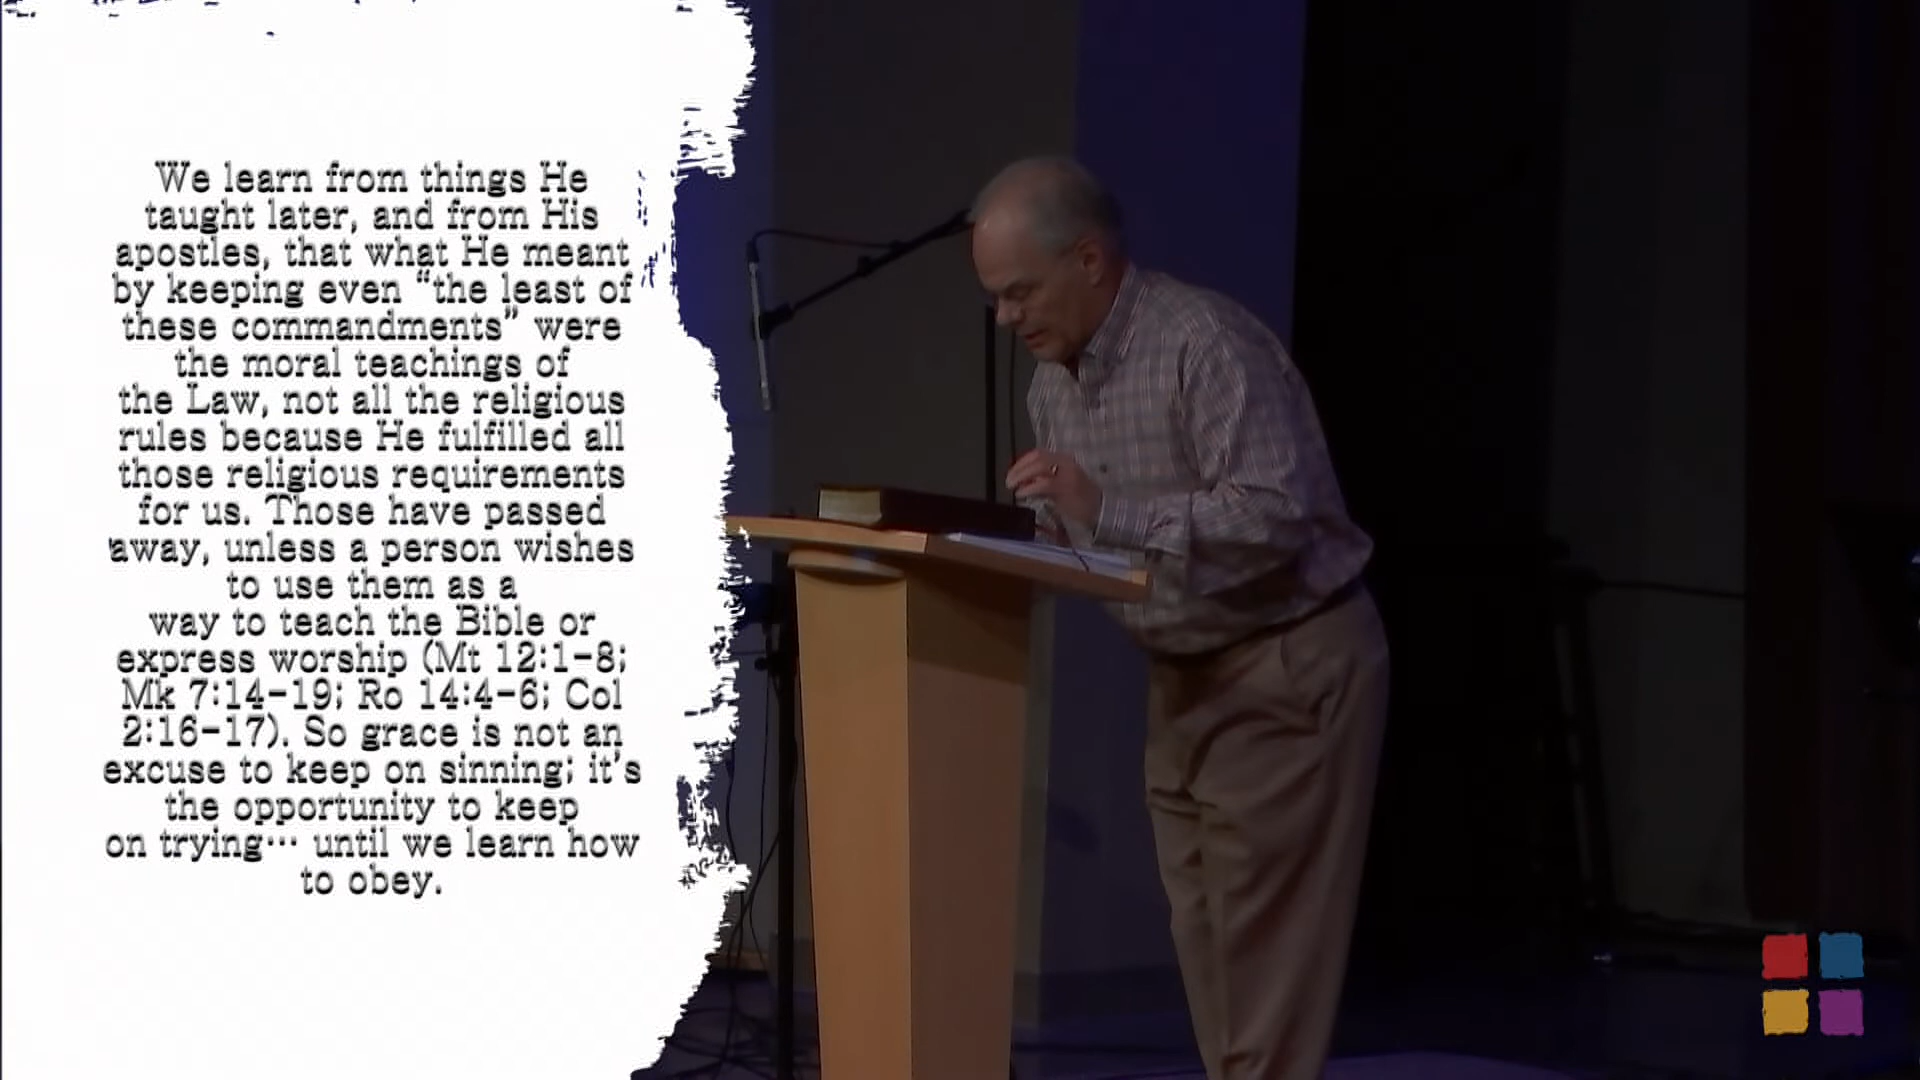 We learn from things He
taught later, and from His
apostles, that what He meant
by keeping even “the least of
these commandments” were
the moral teachings of
the Law, not all the religious
rules because He fulfilled all
those religious requirements
for us. Those have passed
away, unless a person wishes
to use them as a
way to teach the Bible or
express worship (Mt 12:1-8;
Mk 7:14-19; Ro 14:4-6; Col
2:16-17). So grace is not an
excuse to keep on sinning; it's
the opportunity to keep
on trying… until we learn how
to obey.